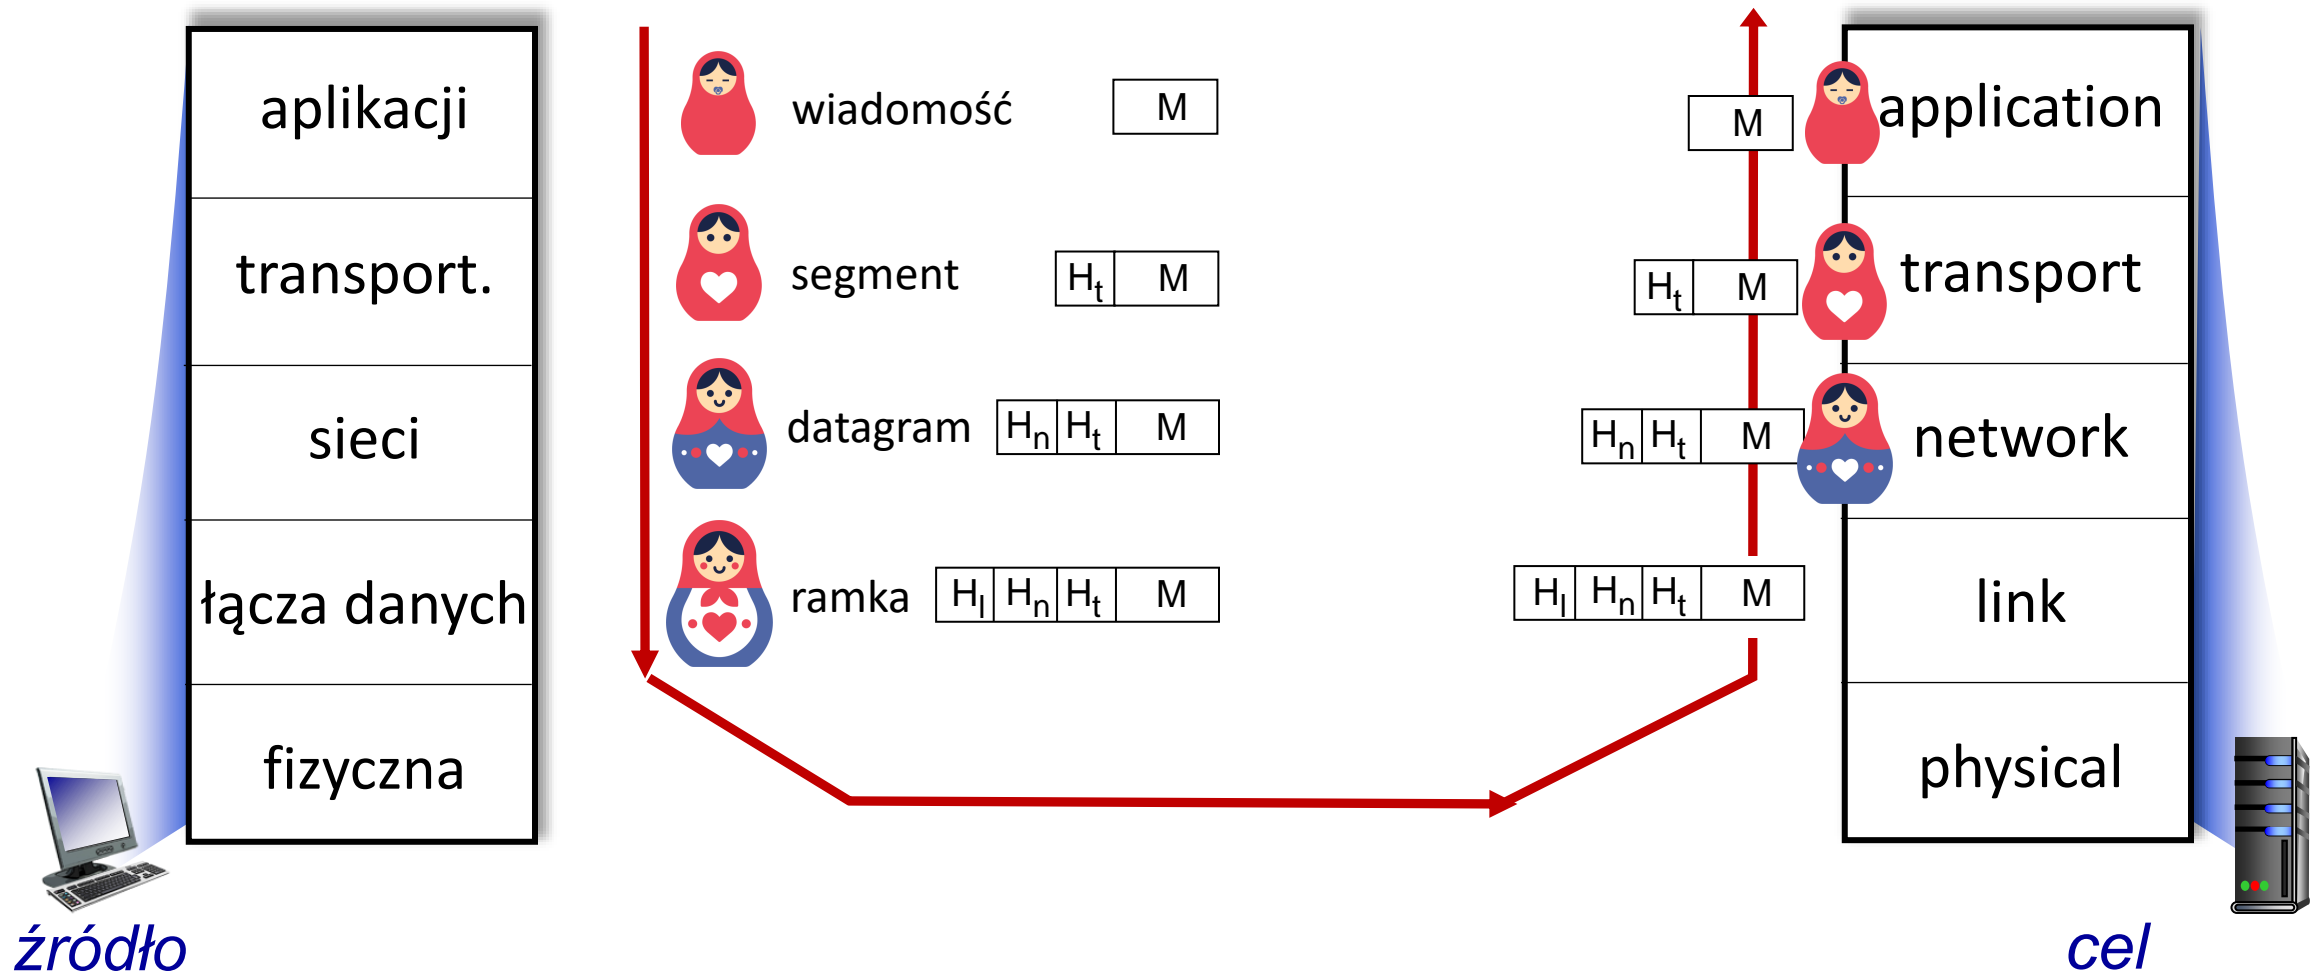 aplikacji
wiadomość
M
M
application
transport.
segment
Ht M
Ht M
transport
sieci
datagram
Hn Ht M
Hn Ht M
network
łącza danych
ramka
Hl Hn Ht M
Hl Hn Ht M
link
fizyczna
physical
źródło
cel